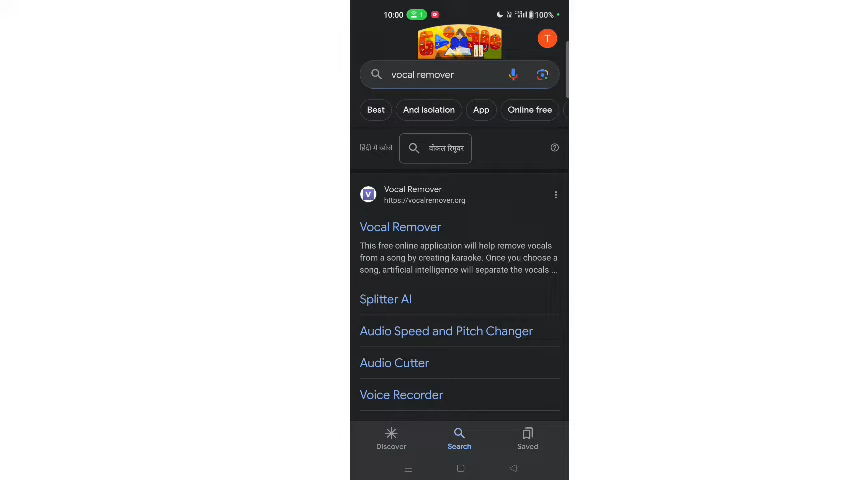 10:00
1
100%
T
vocal remover
Best
And Isolation
App
Online free
हिंदी में खोजें
वोकल रिमूवर
Vocal Remover
https://vocalremover.org
Vocal Remover
This free online application will help remove vocals
from a song by creating karaoke. Once you choose a
song, artificial intelligence will separate the vocals ...
Splitter AI
Audio Speed and Pitch Changer
Audio Cutter
Voice Recorder
Discover
Search
Saved